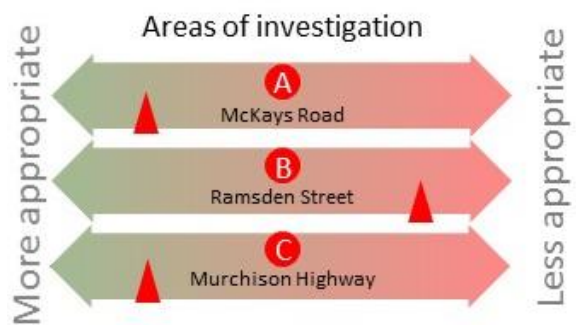 Areas of investigation
More appropriate
A
McKays Road
B
Ramsden Street
C
Murchison Highway
Less appropriate